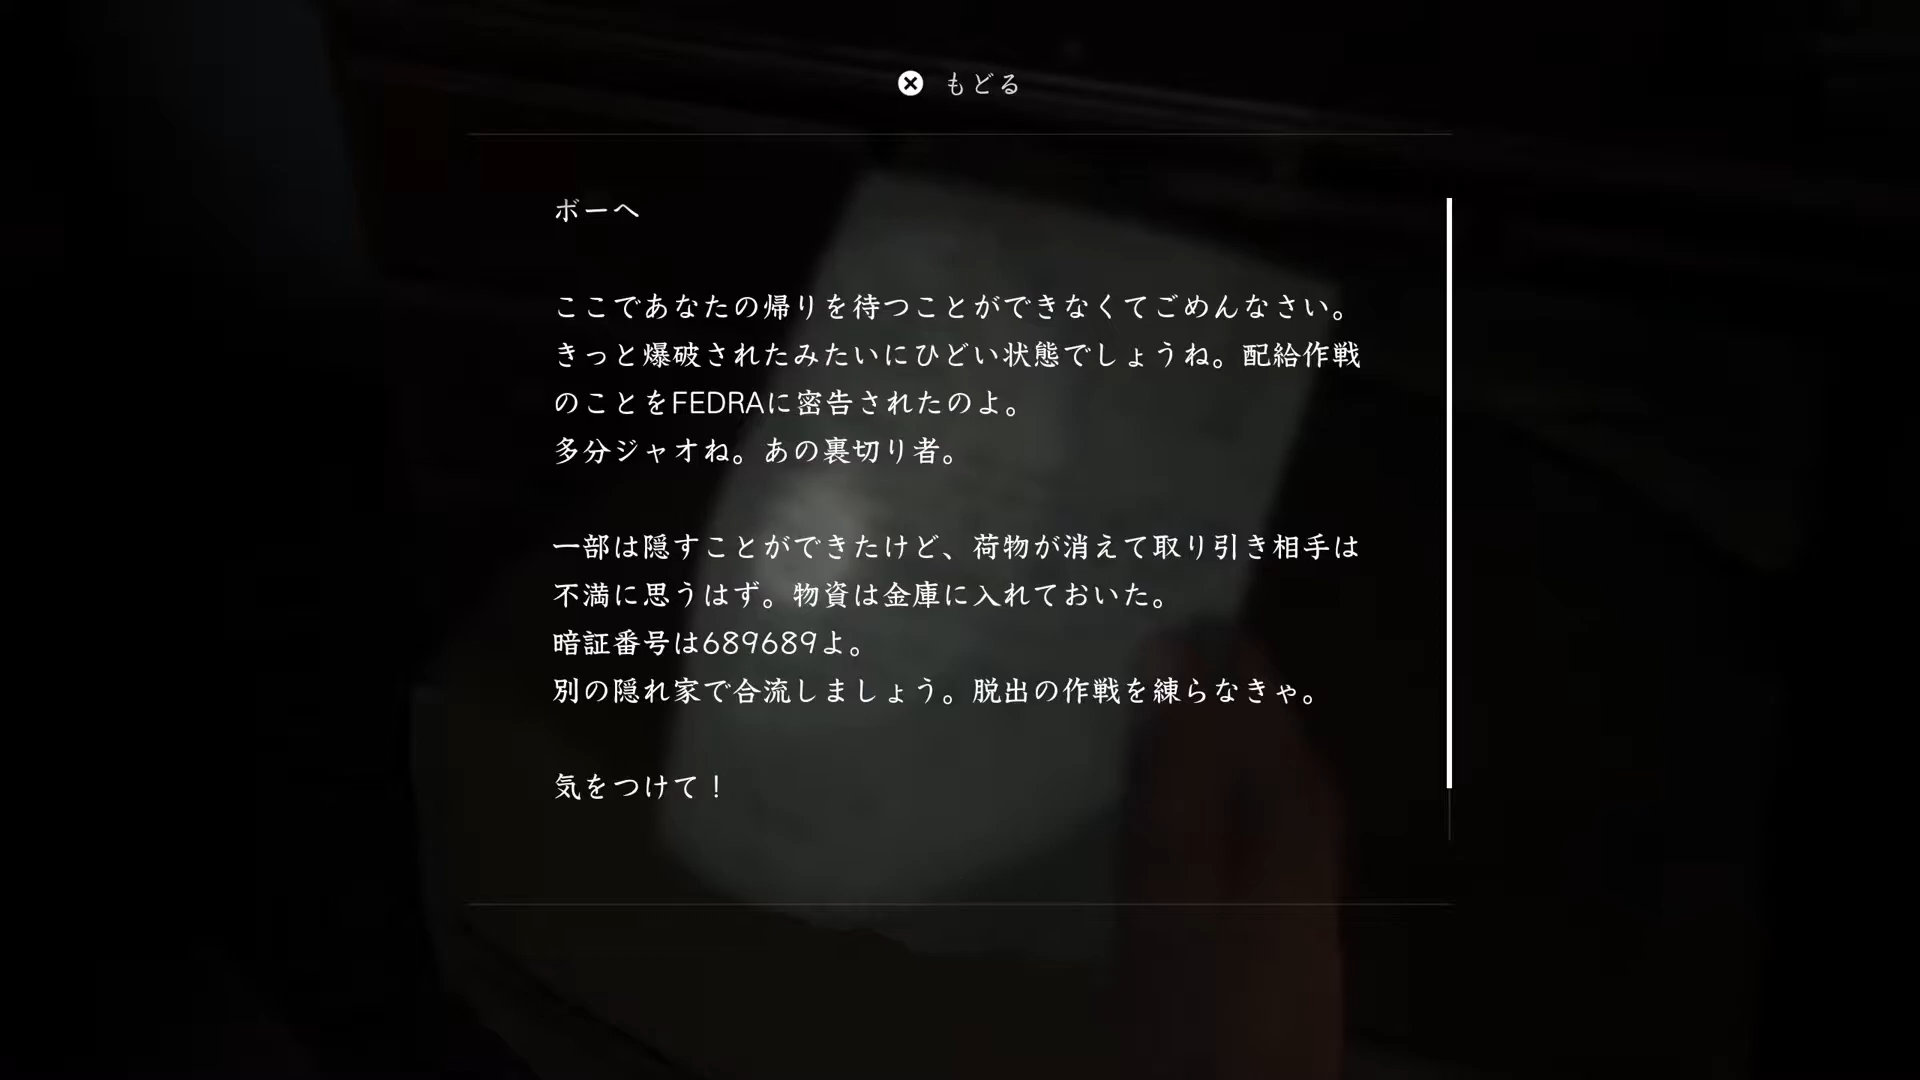 もどる
ボーへ
ここであなたの帰りを待つことができなくてごめんなさい。
きっと爆破されたみたいにひどい状態でしょうね。配給作戦
のことをFEDRAに密告されたのよ。
多分ジャオね。あの裏切り者。
一部は隠すことができたけど、荷物が消えて取り引き相手は
不満に思うはず。物資は金庫に入れておいた。
暗証番号は689689よ。
別の隠れ家で合流しましょう。脱出の作戦を練らなきゃ。
気をつけて！